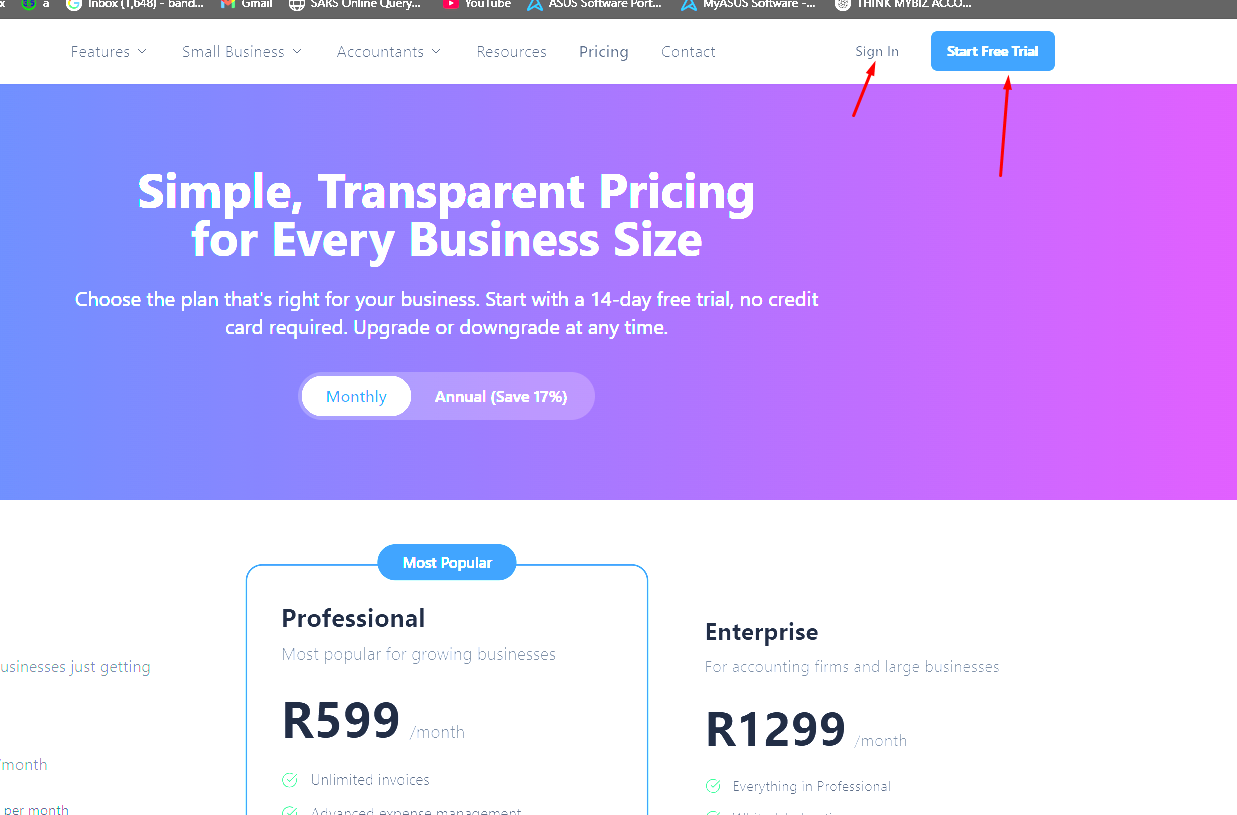 a Inbox (1,648) - band... Gmail SARS Online Query... YouTube ASUS Software Port... MyASUS Software -... THINK MYBIZ ACCO...
Features Small Business Accountants Resources Pricing Contact Sign In Start Free Trial
Simple, Transparent Pricing
for Every Business Size
Choose the plan that's right for your business. Start with a 14-day free trial, no credit
card required. Upgrade or downgrade at any time.
Monthly Annual (Save 17%)
Most Popular
Professional
Most popular for growing businesses
R599 /month
Unlimited invoices
Advanced expense management
Enterprise
For accounting firms and large businesses
R1299 /month
Everything in Professional
usinesses just getting
/month
per month